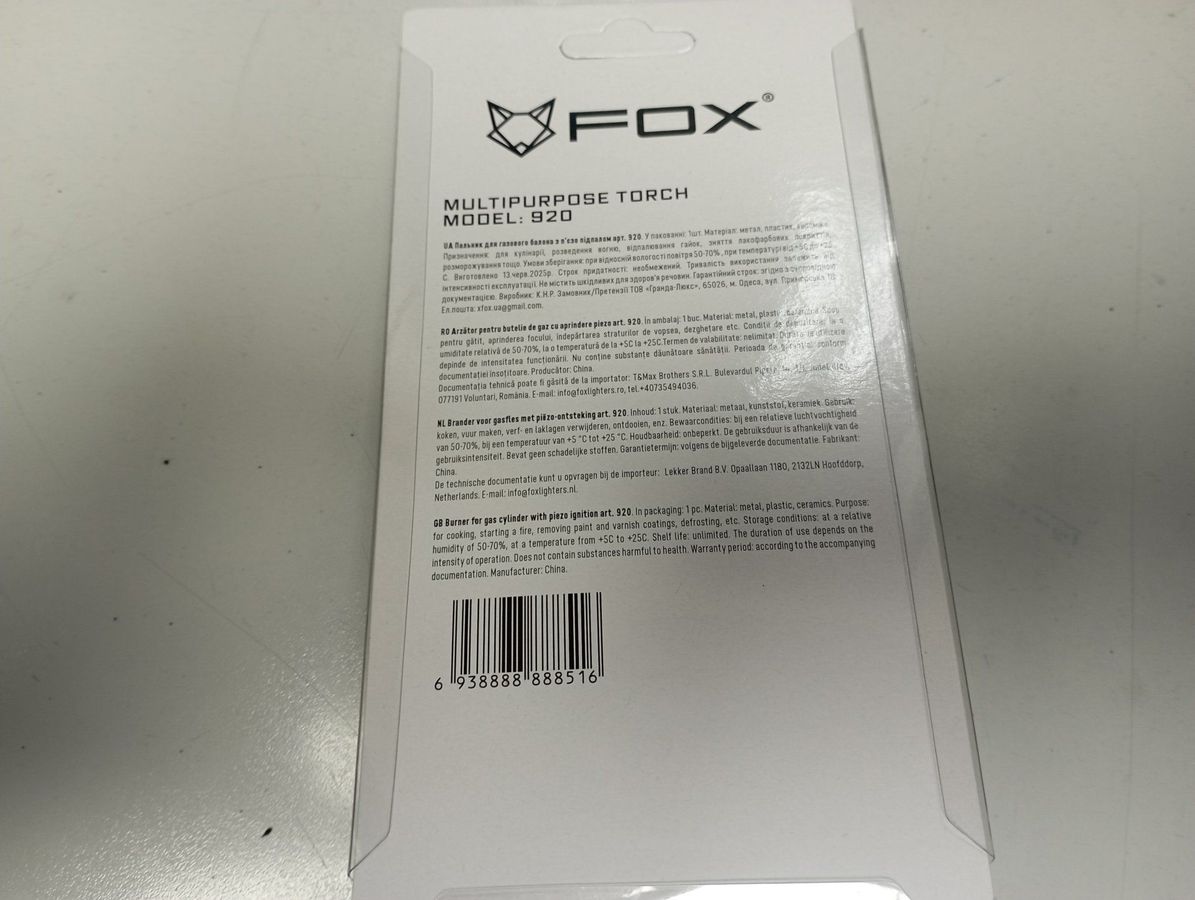 FOX®
MULTIPURPOSE TORCH
MODEL: 920
UA Пальник для газового балона з п'єзо підпалом арт. 920. У пакованні: 1шт. Матеріал: метал, пластик, кераміка.
Призначення: для кулінарії, розведення вогню, відпалювання гайок, зняття лакофарбових покриттів,
розморожування тощо. Умови зберігання: при відносній вологості повітря 50-70%, при температурі від +5С до +25
С. Виготовлено 13.черв.2025р. Строк придатності: необмежений. Тривалість використання залежить від
інтенсивності експлуатації. Не містить шкідливих для здоров'я речовин. Гарантійний строк: згідно з супровідною
документацією. Виробник: К.Н.Р. Замовник/Претензії ТОВ «Гранда-Люкс», 65026, м. Одеса, вул.
Ел.пошта: xfox.ua@gmail.com.
RO Arzător pentru butelin de gaz cu aprindere piezo art. 920. În ambalaj: 1 buc. Material: metal, plastic,
pentru gătit, aprinderea focului, îndepărtarea straturilor de vopsea, dezghețare etc. Condiții de depozitare: la o
umiditate relativă de 50-70%, la o temperatură de la +5C la +25C.Termen de valabilitate: nelimitat. Durata de utilizare
depinde de intensitatea funcționării. Nu conține substanțe dăunătoare sănătății. Perioada de garanție: conform
documentației însoțitoare. Producător: China.
Documentația tehnică poate fi găsită de la importator: T&Max Brothers S.R.L. Bulevardul
077191 Voluntari, România. E-mail: info@foxlighters.ro, tel.+40735494036.
NL Brander voor gasfles met piëzo-ontsteking art. 920. Inhoud: 1 stuk. Materiaal: metaal, kunststof, keramiek. Gebruik:
koken, vuur maken, verf- en laklagen verwijderen, ontdooien, enz. Bewaarcondities: bij een relatieve luchtvochtigheid
van 50-70%, bij een temperatuur van +5 °C tot +25 °C. Houdbaarheid: onbeperkt. De gebruiksduur is afhankelijk van de
gebruiksintensiteit. Bevat geen schadelijke stoffen. Garantietermijn: volgens de bijgeleverde documentatie. Fabrikant:
China.
De technische documentatie kunt u opvragen bij de importeur: Lekker Brand B.V. Opaallaan 1180, 2132LN Hoofddorp,
Netherlands. E-mail: info@foxlighters.nl.
GB Burner for gas cylinder with piezo ignition art. 920. In packaging: 1 pc. Material: metal, plastic, ceramics. Purpose:
for cooking, starting a fire, removing paint and varnish coatings, defrosting, etc. Storage conditions: at a relative
humidity of 50-70%, at a temperature from +5C to +25C. Shelf life: unlimited. The duration of use depends on the
intensity of operation. Does not contain substances harmful to health. Warranty period: according to the accompanying
documentation. Manufacturer: China.
6 938888 888516